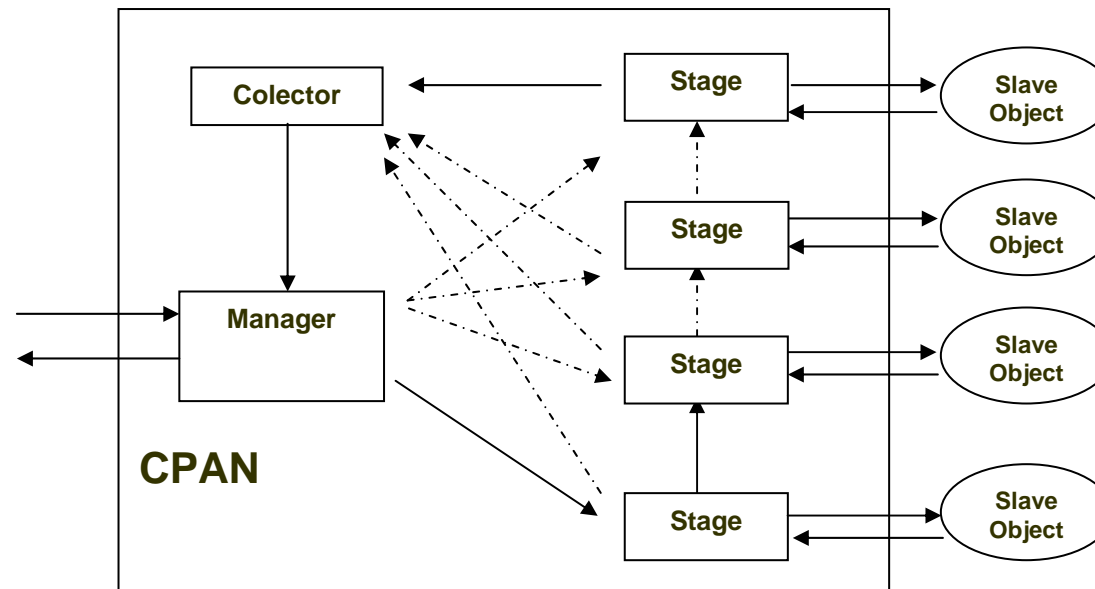 Colector
Stage
Slave
Object
Stage
Slave
Object
Manager
Stage
Slave
Object
CPAN
Stage
Slave
Object